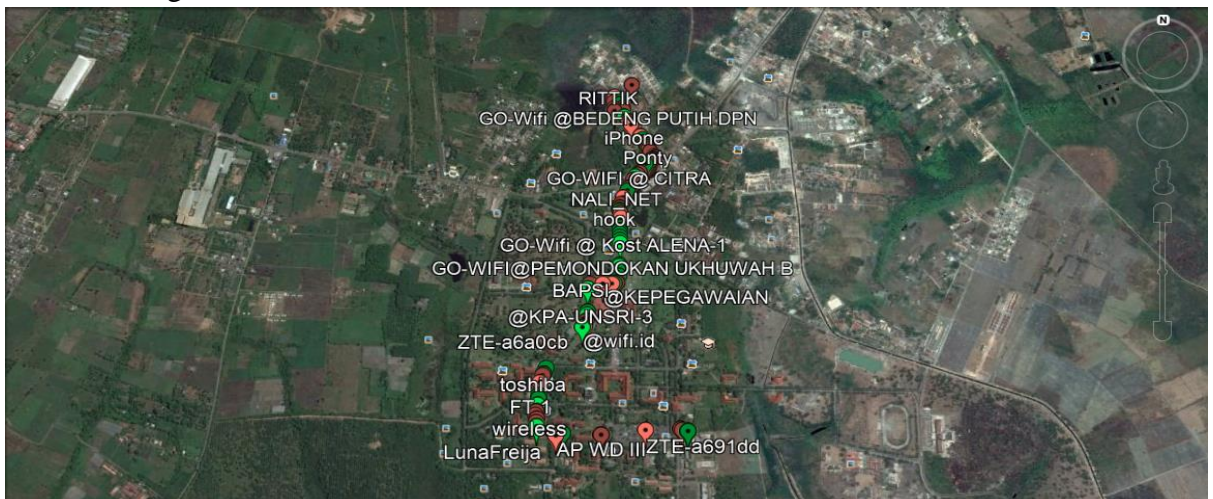 N
RITTIK
GO-Wifi @BEDENG PUTIH DPN
iPhone
Ponty
GO-WIFI @ CITRA
NALI_NET
hook
GO-Wifi @ Kost ALENA-1
GO-WIFI@PEMONDOKAN UKHUWAH B
BAPSI
@KEPEGAWAIAN
@KPA-UNSRI-3
ZTE-a6a0cb
@wifi.id
toshiba
FT 1
wireless
LunaFreija
AP WD III
ZTE-a691dd